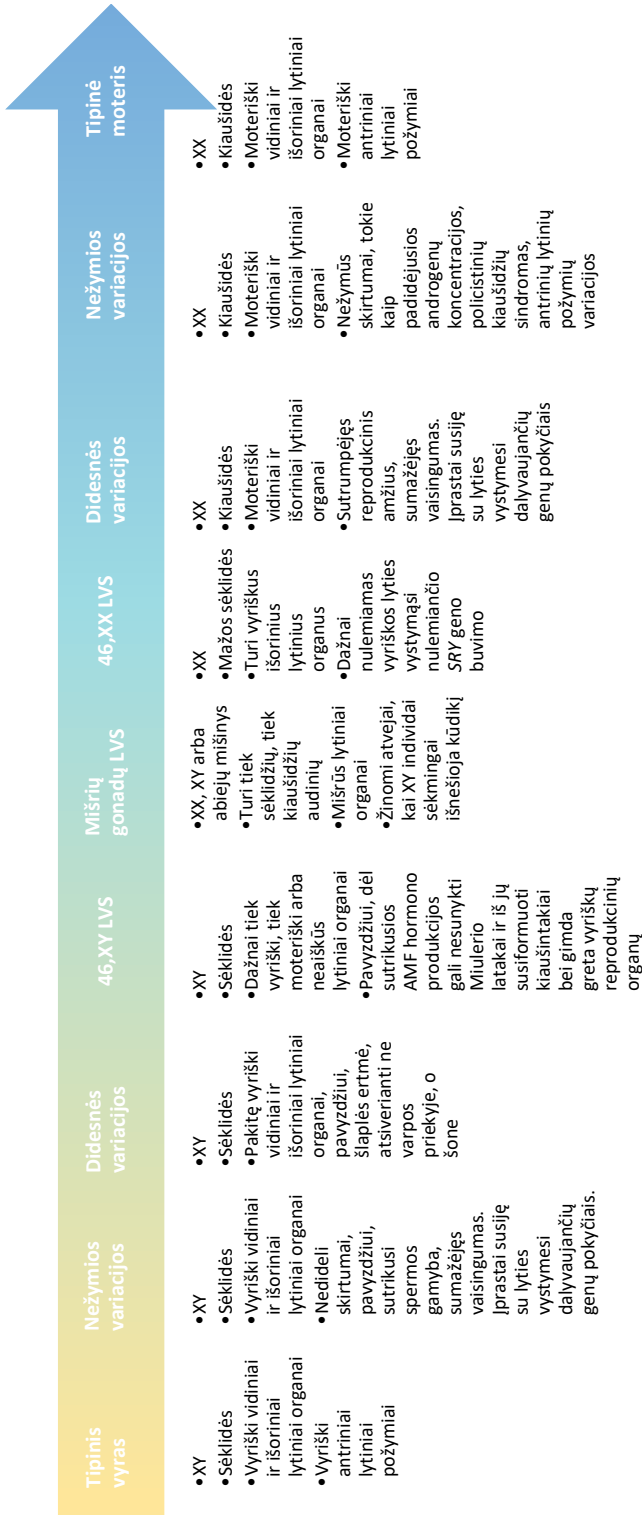 Tipinis
vyras
•XY
•Sėklidės
•Vyriški vidiniai
ir išoriniai
lytiniai organai
•Vyriški
antriniai
lytiniai
požymiai
Nežymios
variacijos
•XY
•Sėklidės
•Vyriški vidiniai
ir išoriniai
lytiniai organai
•Nedideli
skirtumai,
pavyzdžiui,
sutrikusi
spermos
gamyba,
sumažėjęs
vaisingumas.
Įprastai susiję
su lyties
vystymesi
dalyvaujančių
genų pokyčiais.
Didesnės
variacijos
•XY
•Sėklidės
•Pakitę vyriški
vidiniai ir
išoriniai lytiniai
organai,
pavyzdžiui,
šlaplės ertmė,
atsiverianti ne
varpos
priekyje, o
šone
46,XY LVS
•XY
•Sėklidės
•Dažnai tiek
vyriški, tiek
moteriški arba
neaiškūs
lytiniai organai
•Pavyzdžiui, dėl
sutrikusios
AMF hormono
produkcijos
gali nesunykti
Miulerio
latakai ir iš jų
susiformuoti
kiaušintakiai
bei gimda
greta vyriškų
reprodukcinių
organų
Mišrių
gonadų LVS
•XX, XY arba
abiejų mišinys
•Turi tiek
sėklidžių, tiek
kiaušidžių
audinių
•Mišrūs lytiniai
organai
•Žinomi atvejai,
kai XY individai
sėkmingai
išnešioja kūdikį
46,XX LVS
•XX
•Mažos sėklidės
•Turi vyriškus
išorinius
lytinius
organus
•Dažnai
nulemiamas
vyriškos lyties
vystymąsi
nulemiančio
SRY geno
buvimo
Didesnės
variacijos
•XX
•Kiaušidės
•Moteriški
vidiniai ir
išoriniai lytiniai
organai
•Sutrumpėjęs
reprodukcinis
amžius,
sumažėjęs
vaisingumas.
Įprastai susiję
su lyties
vystymesi
dalyvaujančių
genų pokyčiais
Nežymios
variacijos
•XX
•Kiaušidės
•Moteriški
vidiniai ir
išoriniai lytiniai
organai
•Nežymūs
skirtumai, tokie
kaip
padidėjusios
androgenų
koncentracijos,
policistinių
kiaušidžių
sindromas,
antrinių lytinių
požymių
variacijos
Tipinė
moteris
•XX
•Kiaušidės
•Moteriški
vidiniai ir
išoriniai lytiniai
organai
•Moteriški
antriniai
lytiniai
požymiai